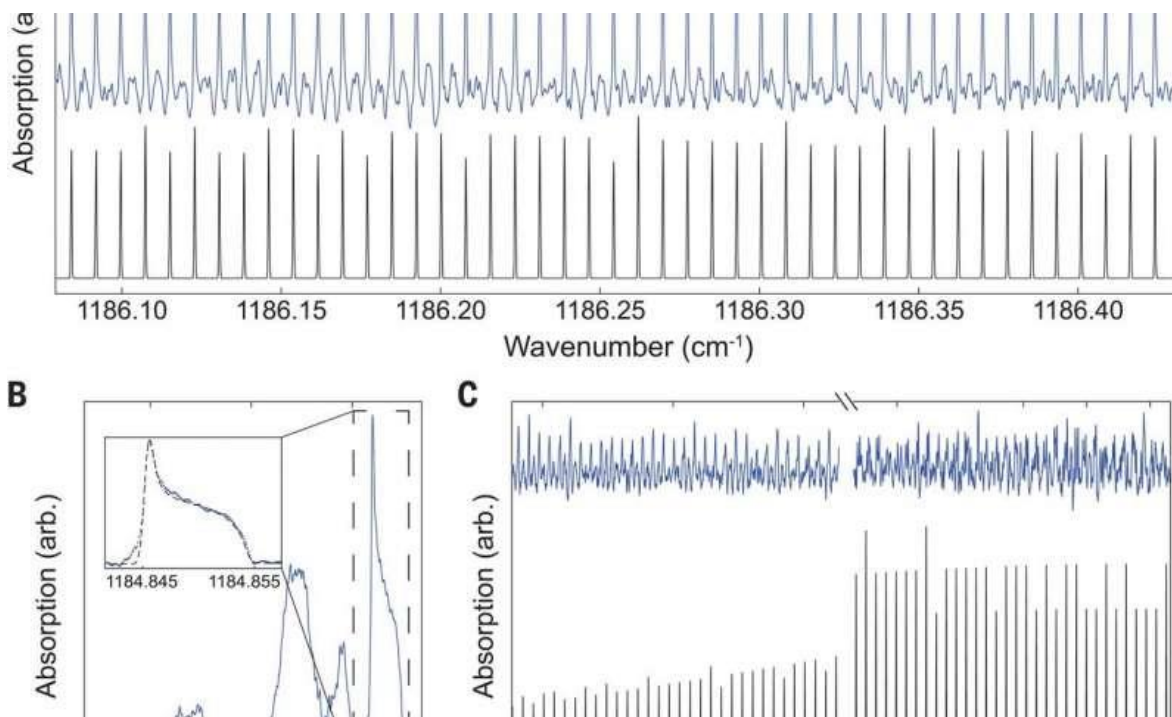 Absorption (a
1186.10 1186.15 1186.20 1186.25 1186.30 1186.35 1186.40
Wavenumber (cm⁻¹)
B
C
1184.845 1184.855
Absorption (arb.)
Absorption (arb.)